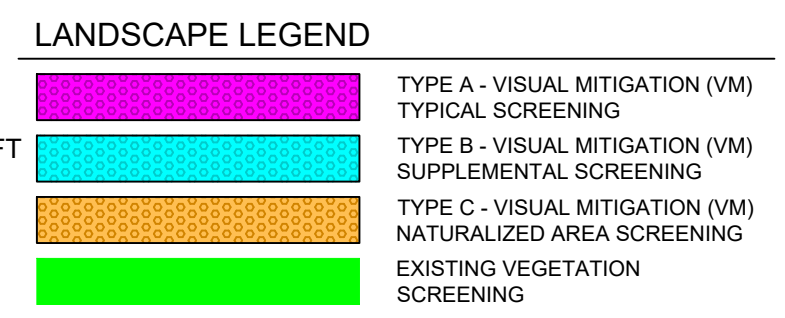 LANDSCAPE LEGEND
TYPE A - VISUAL MITIGATION (VM)
TYPICAL SCREENING
FT
TYPE B - VISUAL MITIGATION (VM)
SUPPLEMENTAL SCREENING
TYPE C - VISUAL MITIGATION (VM)
NATURALIZED AREA SCREENING
EXISTING VEGETATION
SCREENING